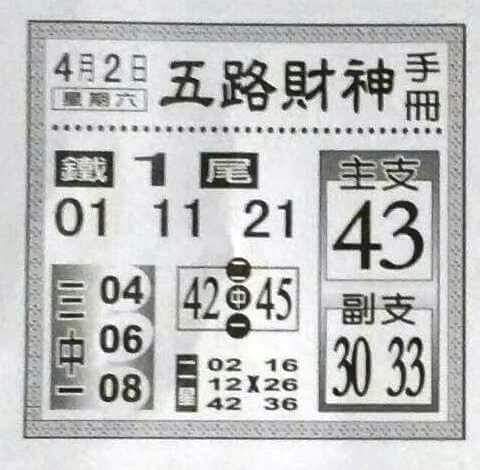 4月2日 五路財神 手冊
星期六
鐵 1 尾
01 11 21
主支
43
三中一
04
06
08
二中一
42 45
副支
30 33
二星
02 16
12 X 26
42 36